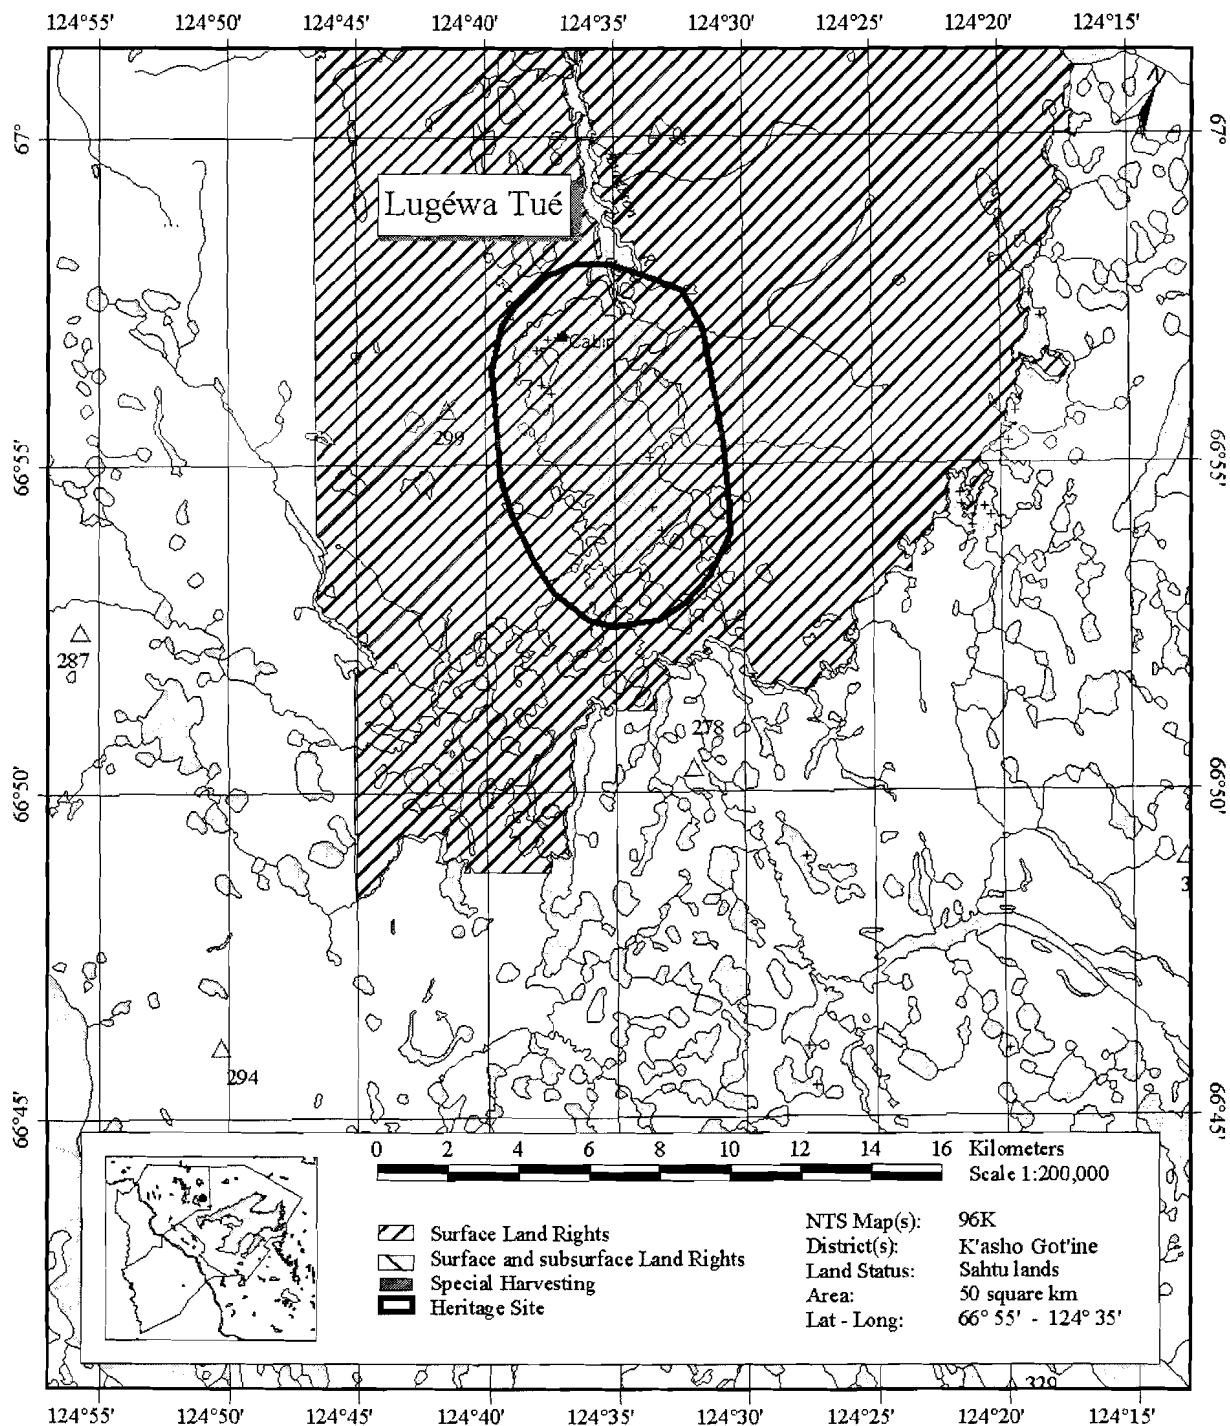 124°55' 124°50' 124°45' 124°40' 124°35' 124°30' 124°25' 124°20' 124°15'
67° 67°
Lugéwa Tué
Cabin
299
66°55' 66°55'
287
278
66°50' 66°50'
294
66°45' 66°45'
0 2 4 6 8 10 12 14 16 Kilometers
Scale 1:200,000
Surface Land Rights
Surface and subsurface Land Rights
Special Harvesting
Heritage Site
NTS Map(s): 96K
District(s): K'asho Got'ine
Land Status: Sahtu lands
Area: 50 square km
Lat - Long: 66° 55' - 124° 35'
124°55' 124°50' 124°45' 124°40' 124°35' 124°30' 124°25' 124°20' 124°15'